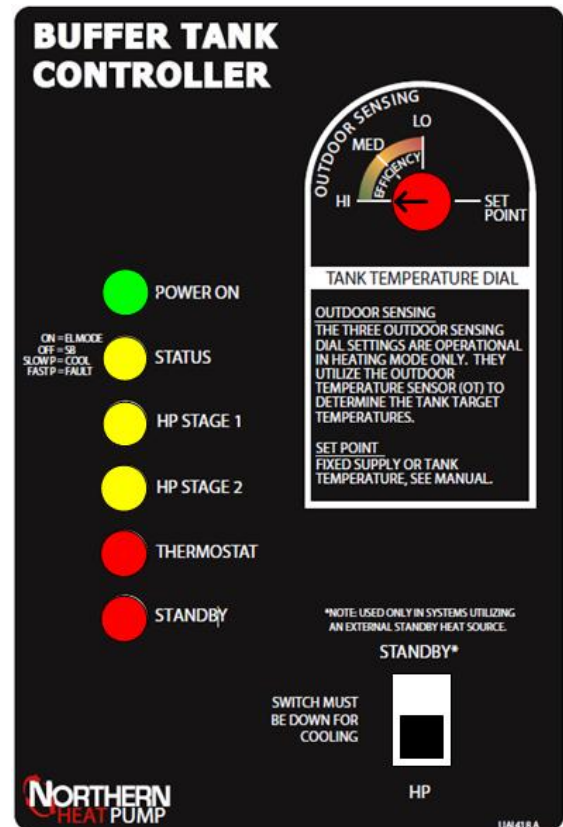 BUFFER TANK
CONTROLLER
OUTDOOR SENSING
LO
MED
EFFICIENCY
HI
SET
POINT
TANK TEMPERATURE DIAL
OUTDOOR SENSING
THE THREE OUTDOOR SENSING
DIAL SETTINGS ARE OPERATIONAL
IN HEATING MODE ONLY. THEY
UTILIZE THE OUTDOOR
TEMPERATURE SENSOR (OT) TO
DETERMINE THE TANK TARGET
TEMPERATURES.
SET POINT
FIXED SUPPLY OR TANK
TEMPERATURE, SEE MANUAL.
POWER ON
ON = EL MODE
OFF = SB
SLOW P = COOL
FAST P = FAULT
STATUS
HP STAGE 1
HP STAGE 2
THERMOSTAT
STANDBY
*NOTE: USED ONLY IN SYSTEMS UTILIZING
AN EXTERNAL STANDBY HEAT SOURCE.
STANDBY*
SWITCH MUST
BE DOWN FOR
COOLING
HP
NORTHERN
HEAT PUMP